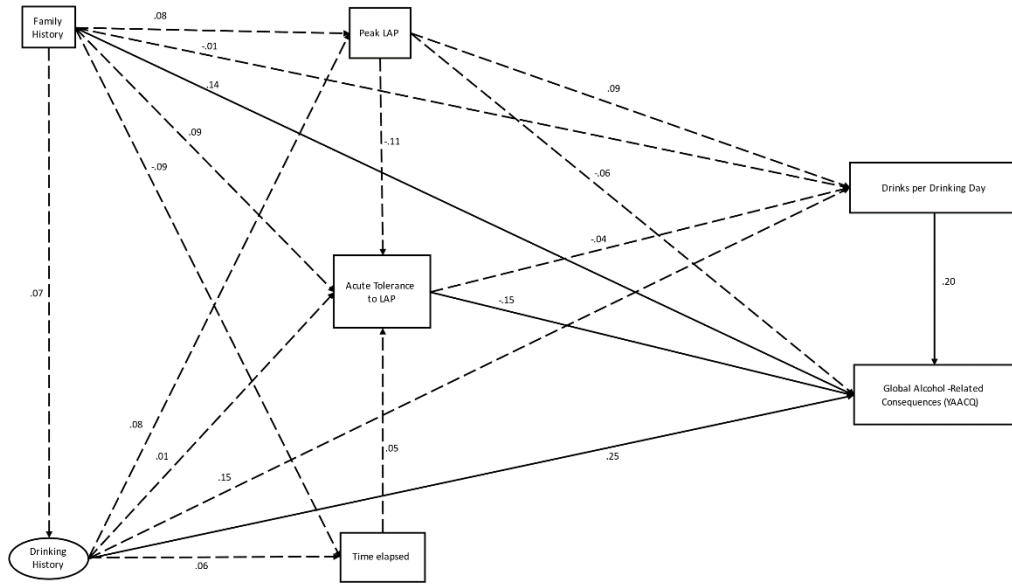 Family
History
.08
Peak LAP
-.01
.14
.09
.09
-.11
-.09
-.06
Drinks per Drinking Day
-.04
Acute Tolerance
to LAP
.07
.20
-.15
Global Alcohol -Related
Consequences (YAACQ)
.08
.01
.15
.05
.25
Drinking
History
.06
Time elapsed